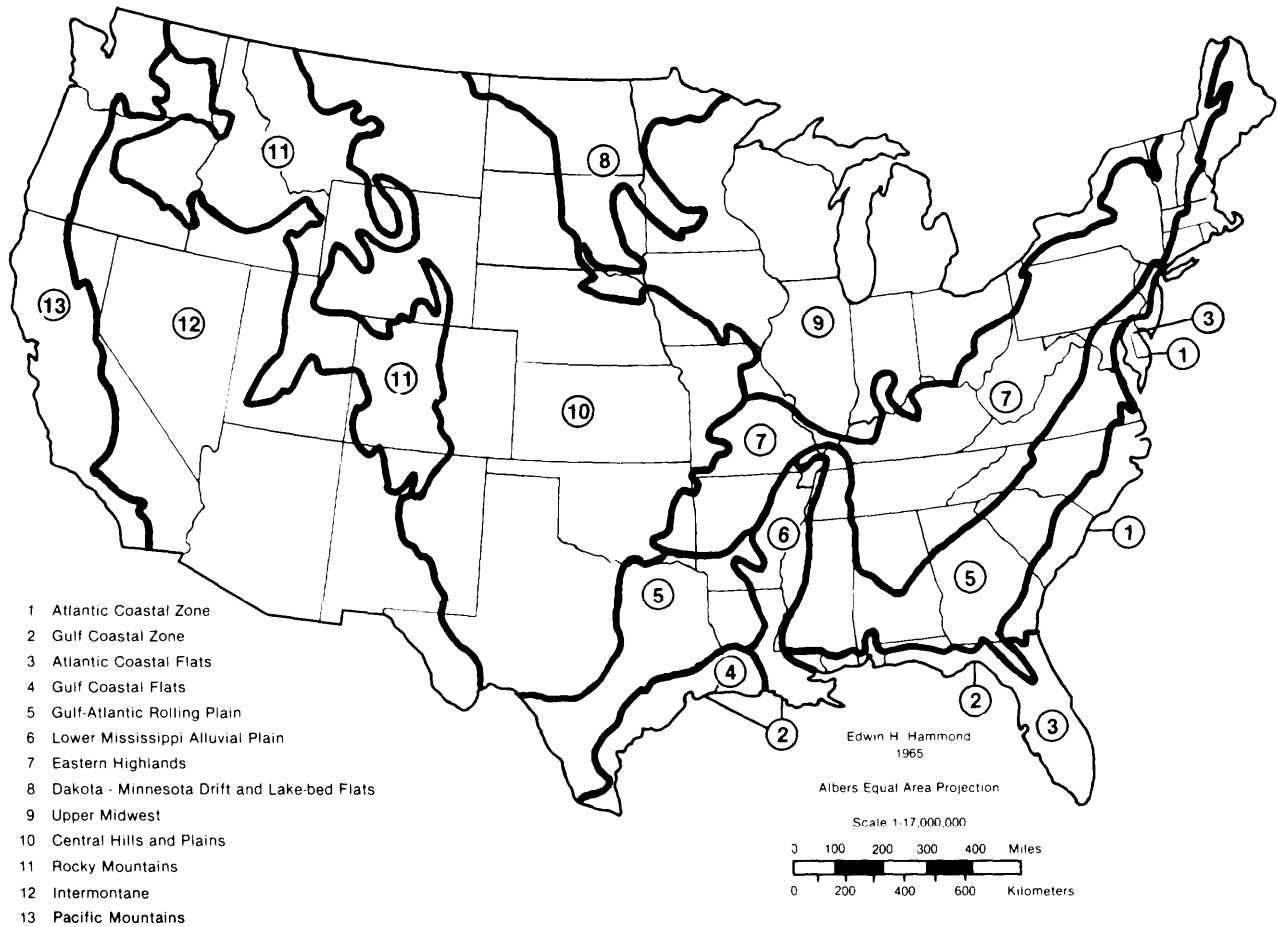 11
8
13
12
9
3
1
11
7
10
7
6
1
5
5
4
2
3
2
1 Atlantic Coastal Zone
2 Gulf Coastal Zone
3 Atlantic Coastal Flats
4 Gulf Coastal Flats
5 Gulf-Atlantic Rolling Plain
6 Lower Mississippi Alluvial Plain
7 Eastern Highlands
8 Dakota - Minnesota Drift and Lake-bed Flats
9 Upper Midwest
10 Central Hills and Plains
11 Rocky Mountains
12 Intermontane
13 Pacific Mountains
Edwin H. Hammond
1965
Albers Equal Area Projection
Scale 1:17,000,000
0 100 200 300 400 Miles
0 200 400 600 Kilometers